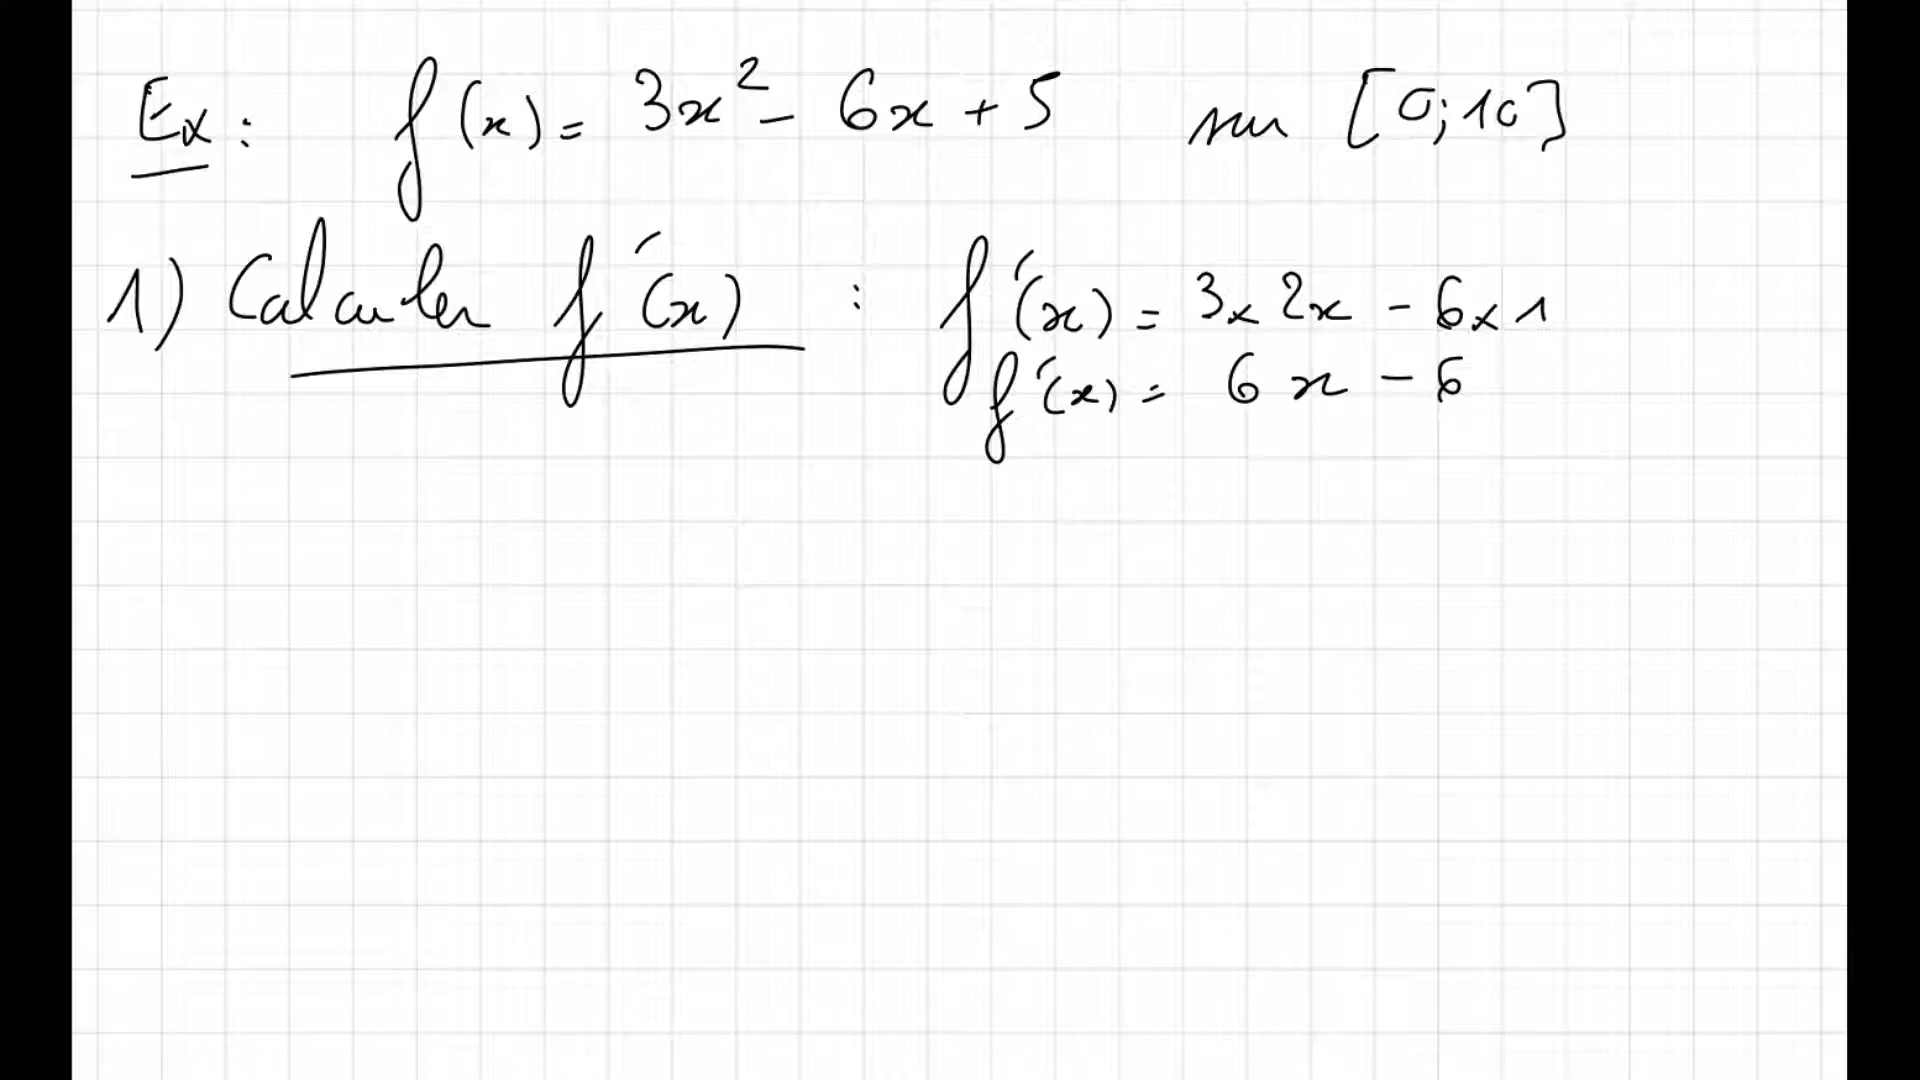 Ex : f(x) = 3x² - 6x + 5 sur [0; 10]
1) Calculer f'(x) : f'(x) = 3 x 2x - 6 x 1
f'(x) = 6x - 6